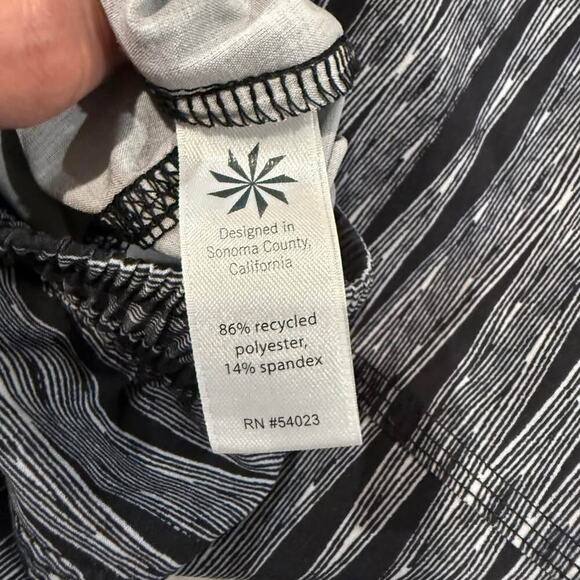 Designed in
Sonoma County,
California
86% recycled
polyester,
14% spandex
RN #54023